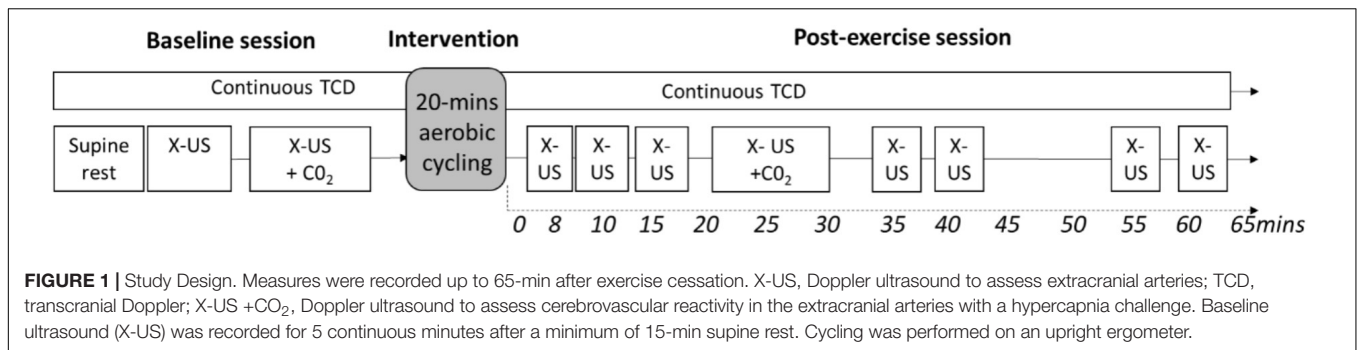 Baseline session Intervention Post-exercise session
Continuous TCD Continuous TCD
20-mins
aerobic
cycling
Supine
rest
X-US
X-US
+ CO₂
X-
US
X-
US
X-
US
X- US
+CO₂
X-
US
X-
US
X-
US
X-
US
0 8 10 15 20 25 30 35 40 45 50 55 60 65mins
FIGURE 1 | Study Design. Measures were recorded up to 65-min after exercise cessation. X-US, Doppler ultrasound to assess extracranial arteries; TCD,
transcranial Doppler; X-US +CO₂, Doppler ultrasound to assess cerebrovascular reactivity in the extracranial arteries with a hypercapnia challenge. Baseline
ultrasound (X-US) was recorded for 5 continuous minutes after a minimum of 15-min supine rest. Cycling was performed on an upright ergometer.